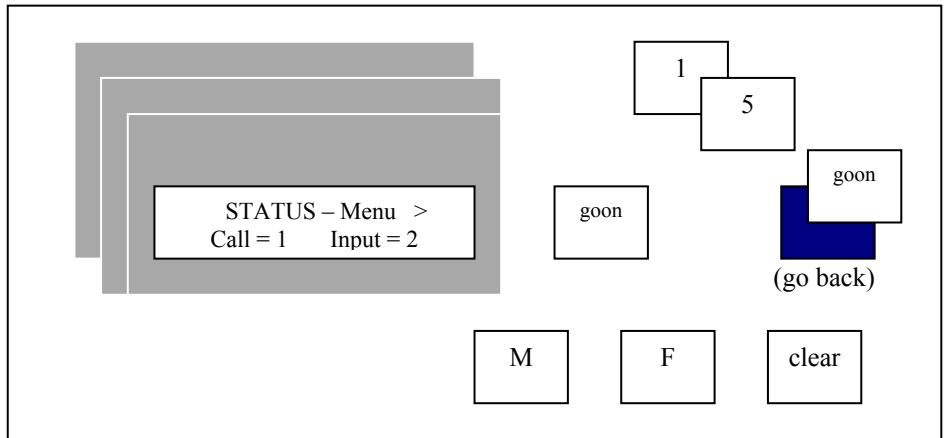 1
5
goon
STATUS – Menu >
goon
Call = 1 Input = 2
(go back)
M
F
clear